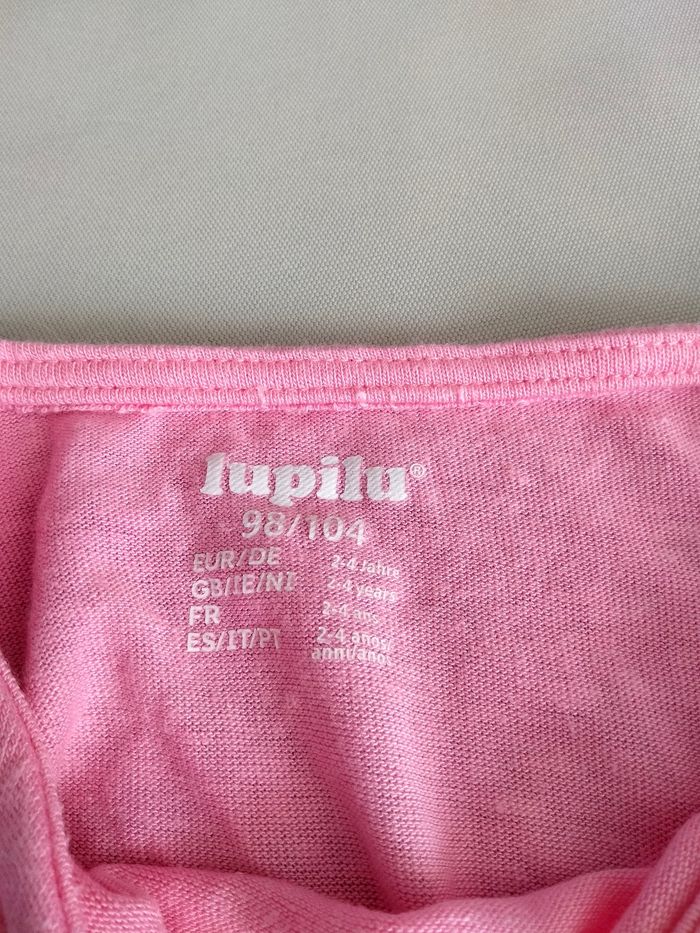 lupilu®
98/104
EUR/DE 2-4 Jahre
GB/IE/NI 2-4 years
FR 2-4 ans
ES/IT/PT 2-4 anos/
anni/anos